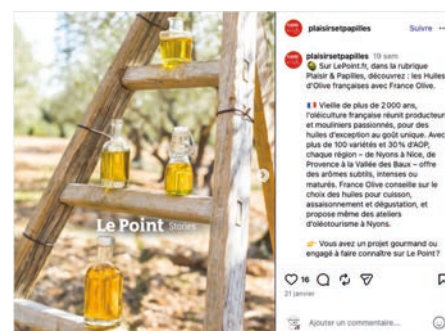 Le Point Stories
plaisirsetpapilles
Suivre
plaisirsetpapilles 19 sem
Sur LePoint.fr, dans la rubrique
Plaisir & Papilles, découvrez : les Huiles
d'Olive françaises avec France Olive.
Vieille de plus de 2 000 ans,
l'oléiculture française réunit producteurs
et mouliniers passionnés, pour des
huiles d'exception au goût unique. Avec
plus de 100 variétés et 30 % d'AOP,
chaque région – de Nyons à Nice, de
Provence à la Vallée des Baux – offre
des arômes subtils, intenses ou
maturés. France Olive conseille sur le
choix des huiles pour cuisson,
assaisonnement et dégustation, et
propose même des ateliers
d'oléotourisme à Nyons.
Vous avez un projet gourmand ou
engagé à faire connaître sur Le Point ?
16
21 janvier
Ajouter un commentaire...